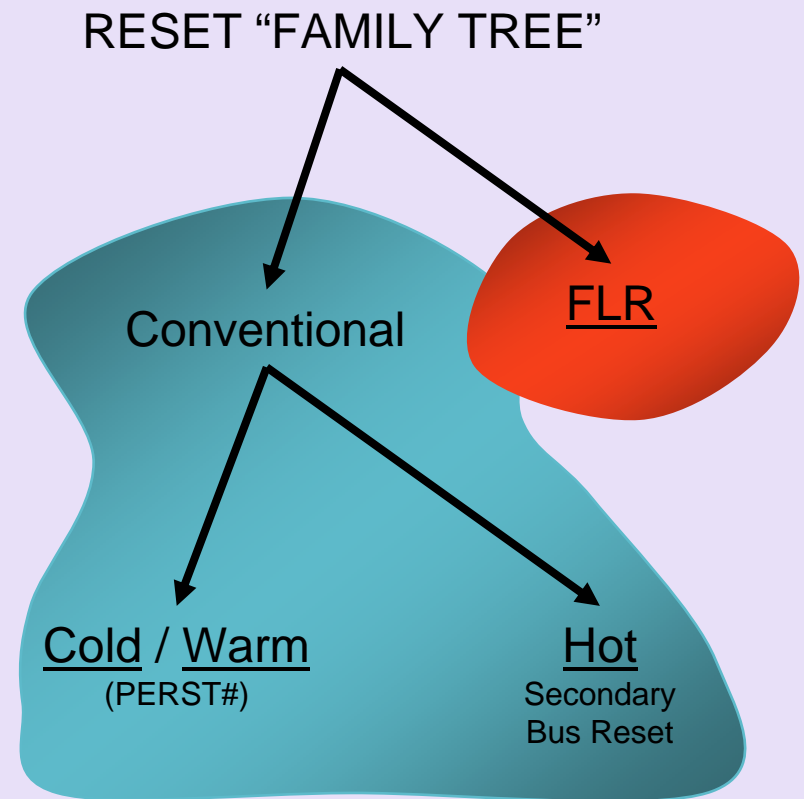 RESET “FAMILY TREE”
FLR
Conventional
Cold / Warm
(PERST#)
Hot
Secondary
Bus Reset